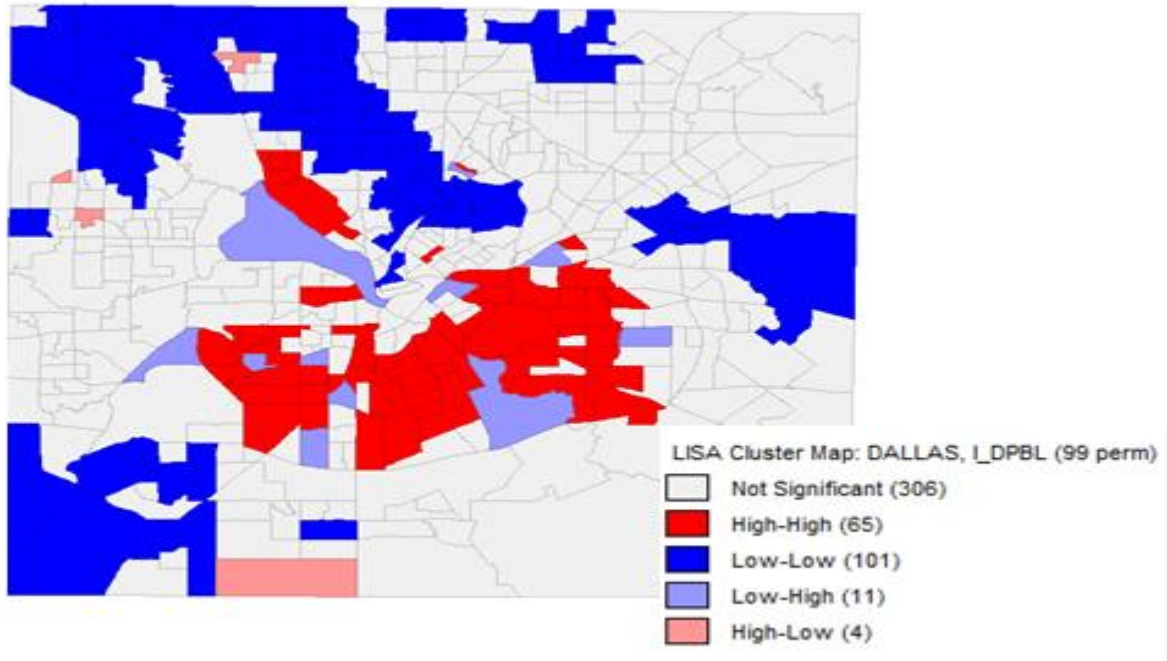 LISA Cluster Map: DALLAS, I_DPBL (99 perm)
Not Significant (306)
High-High (65)
Low-Low (101)
Low-High (11)
High-Low (4)